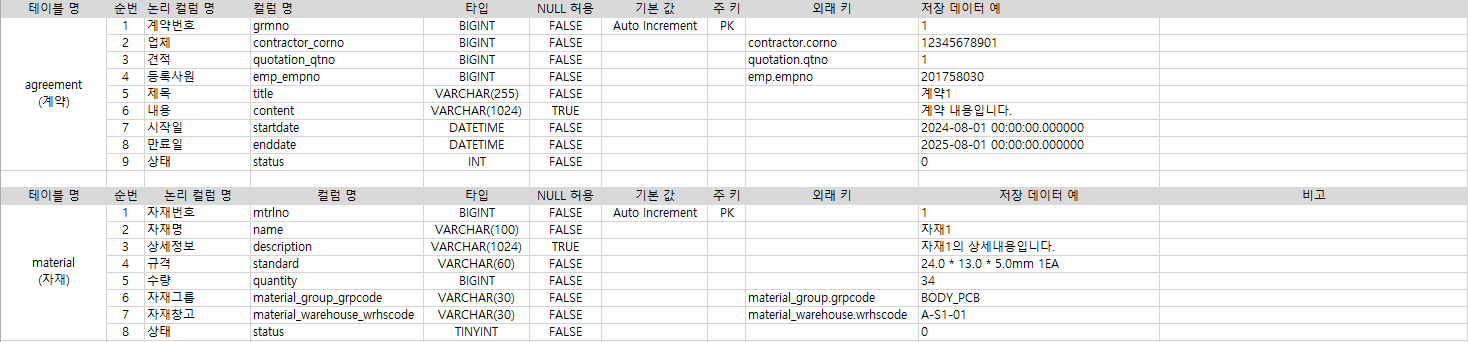 테이블 명 순번 논리 컬럼 명 컬럼 명 타입 NULL 허용 기본 값 주 키 외래 키 저장 데이터 예
agreement
(계약)
1 계약번호 grmno BIGINT FALSE Auto Increment PK 1
2 업체 contractor_corno BIGINT FALSE contractor.corno 12345678901
3 견적 quotation_qtno BIGINT FALSE quotation.qtno 1
4 등록사원 emp_empno BIGINT FALSE emp.empno 201758030
5 제목 title VARCHAR(255) FALSE 계약1
6 내용 content VARCHAR(1024) TRUE 계약 내용입니다.
7 시작일 startdate DATETIME FALSE 2024-08-01 00:00:00.000000
8 만료일 enddate DATETIME FALSE 2025-08-01 00:00:00.000000
9 상태 status INT FALSE 0
테이블 명 순번 논리 컬럼 명 컬럼 명 타입 NULL 허용 기본 값 주 키 외래 키 저장 데이터 예 비고
material
(자재)
1 자재번호 mtrlno BIGINT FALSE Auto Increment PK 1
2 자재명 name VARCHAR(100) FALSE 자재1
3 상세정보 description VARCHAR(1024) TRUE 자재1의 상세내용입니다.
4 규격 standard VARCHAR(60) FALSE 24.0 * 13.0 * 5.0mm 1EA
5 수량 quantity BIGINT FALSE 34
6 자재그룹 material_group_grpcode VARCHAR(30) FALSE material_group.grpcode BODY_PCB
7 자재창고 material_warehouse_wrhscode VARCHAR(30) FALSE material_warehouse.wrhscode A-S1-01
8 상태 status TINYINT FALSE 0